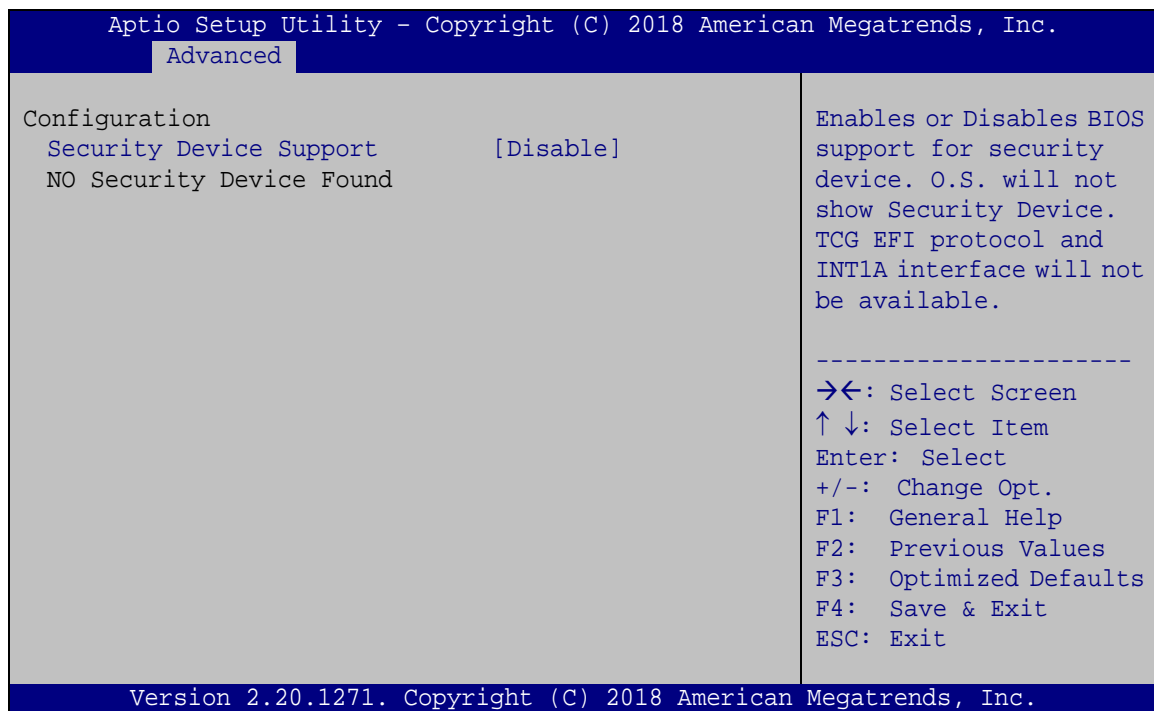 Aptio Setup Utility – Copyright (C) 2018 American Megatrends, Inc.
Advanced
Configuration
Security Device Support [Disable]
NO Security Device Found
Enables or Disables BIOS
support for security
device. O.S. will not
show Security Device.
TCG EFI protocol and
INT1A interface will not
be available.
----------------------
→←: Select Screen
↑ ↓: Select Item
Enter: Select
+/-: Change Opt.
F1: General Help
F2: Previous Values
F3: Optimized Defaults
F4: Save & Exit
ESC: Exit
Version 2.20.1271. Copyright (C) 2018 American Megatrends, Inc.